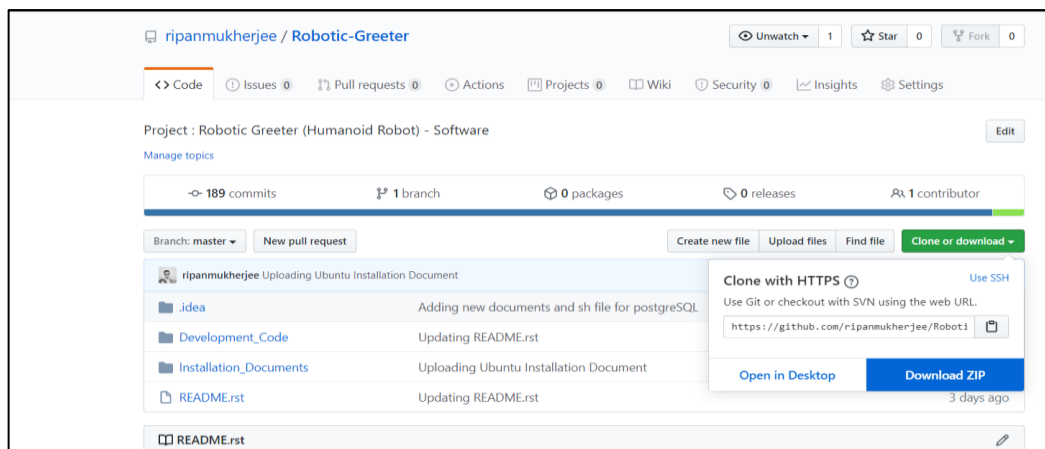 ripanmukherjee / Robotic-Greeter
Unwatch 1 Star 0 Fork 0
Code Issues 0 Pull requests 0 Actions Projects 0 Wiki Security 0 Insights Settings
Project : Robotic Greeter (Humanoid Robot) - Software Edit
Manage topics
189 commits 1 branch 0 packages 0 releases 1 contributor
Branch: master New pull request Create new file Upload files Find file Clone or download
ripanmukherjee Uploading Ubuntu Installation Document
.idea Adding new documents and sh file for postgreSQL
Development_Code Updating README.rst
Installation_Documents Uploading Ubuntu Installation Document
README.rst Updating README.rst 3 days ago
Clone with HTTPS ? Use SSH
Use Git or checkout with SVN using the web URL.
https://github.com/ripanmukherjee/Roboti
Open in Desktop Download ZIP
README.rst